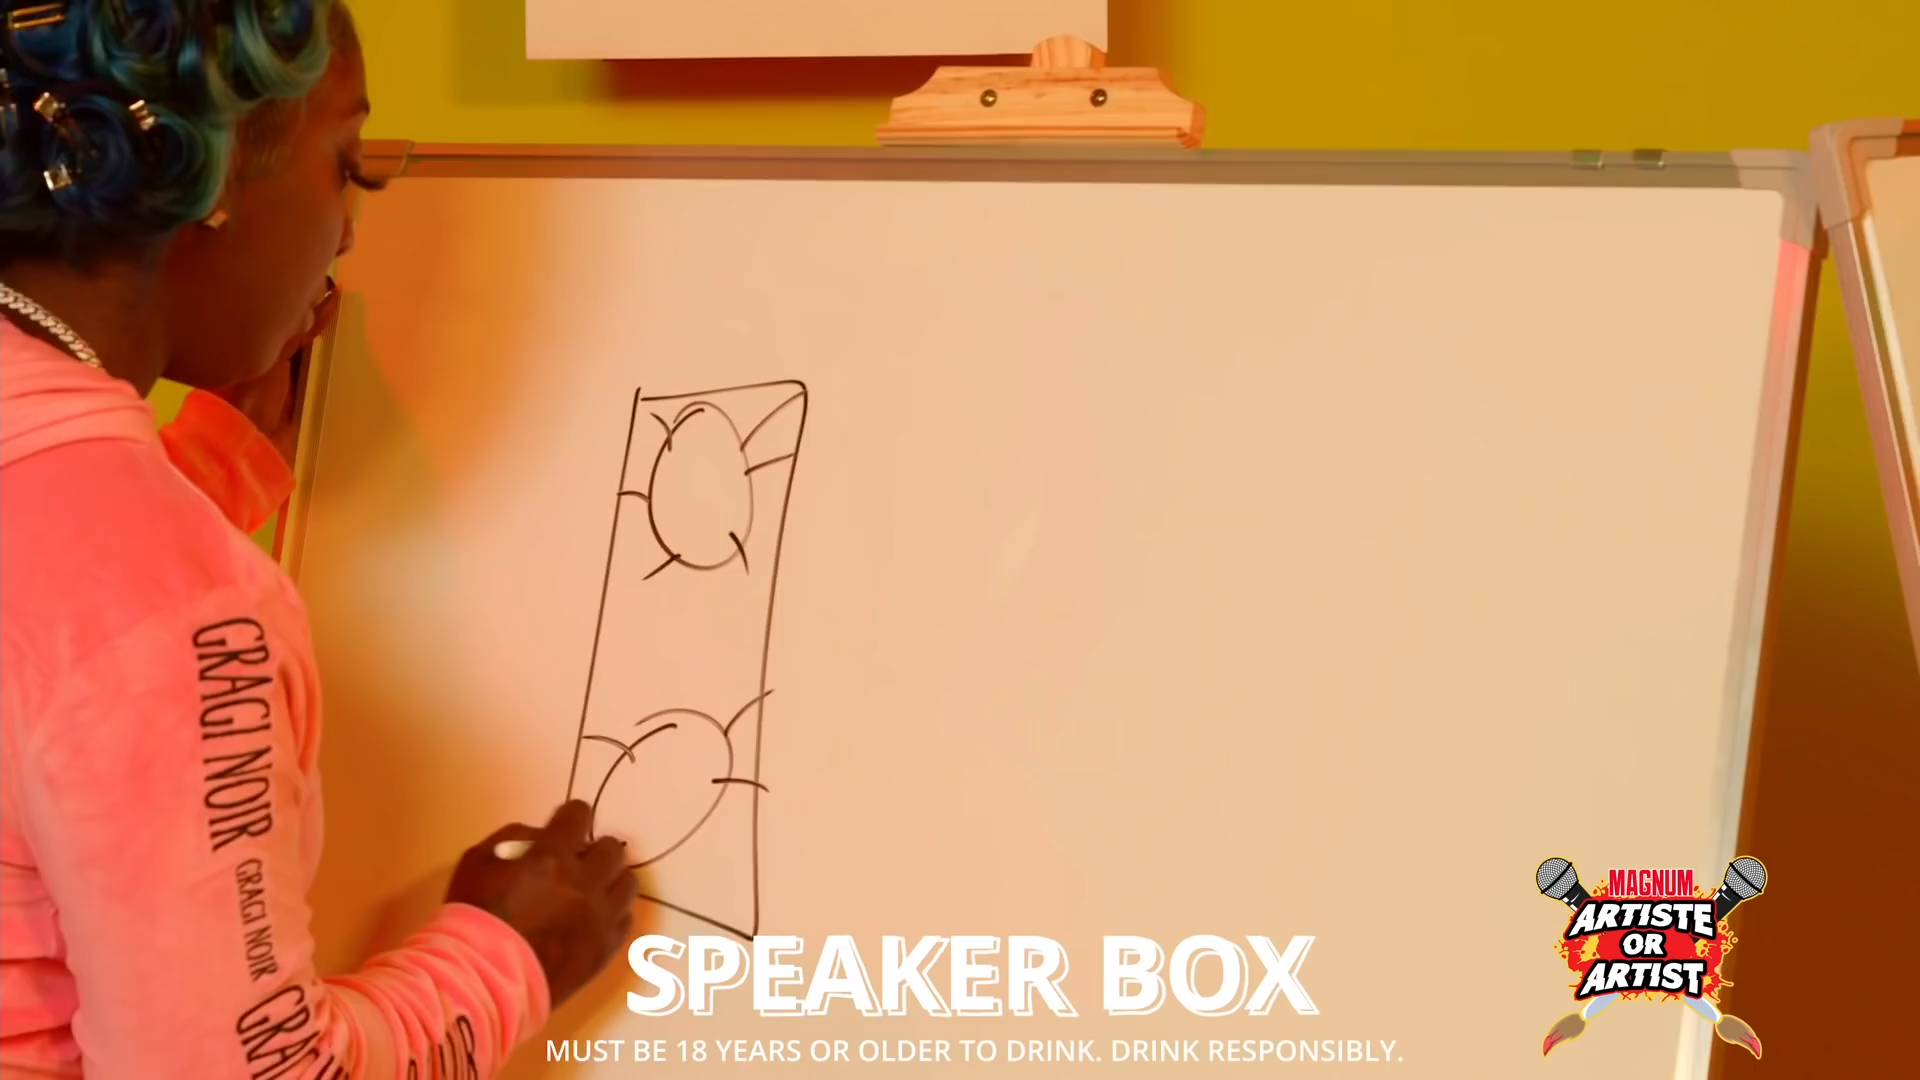 GRAGI NOIR
GRAGI NOIR
SPEAKER BOX
MUST BE 18 YEARS OR OLDER TO DRINK. DRINK RESPONSIBLY.
MAGNUM
ARTISTE
OR
ARTIST